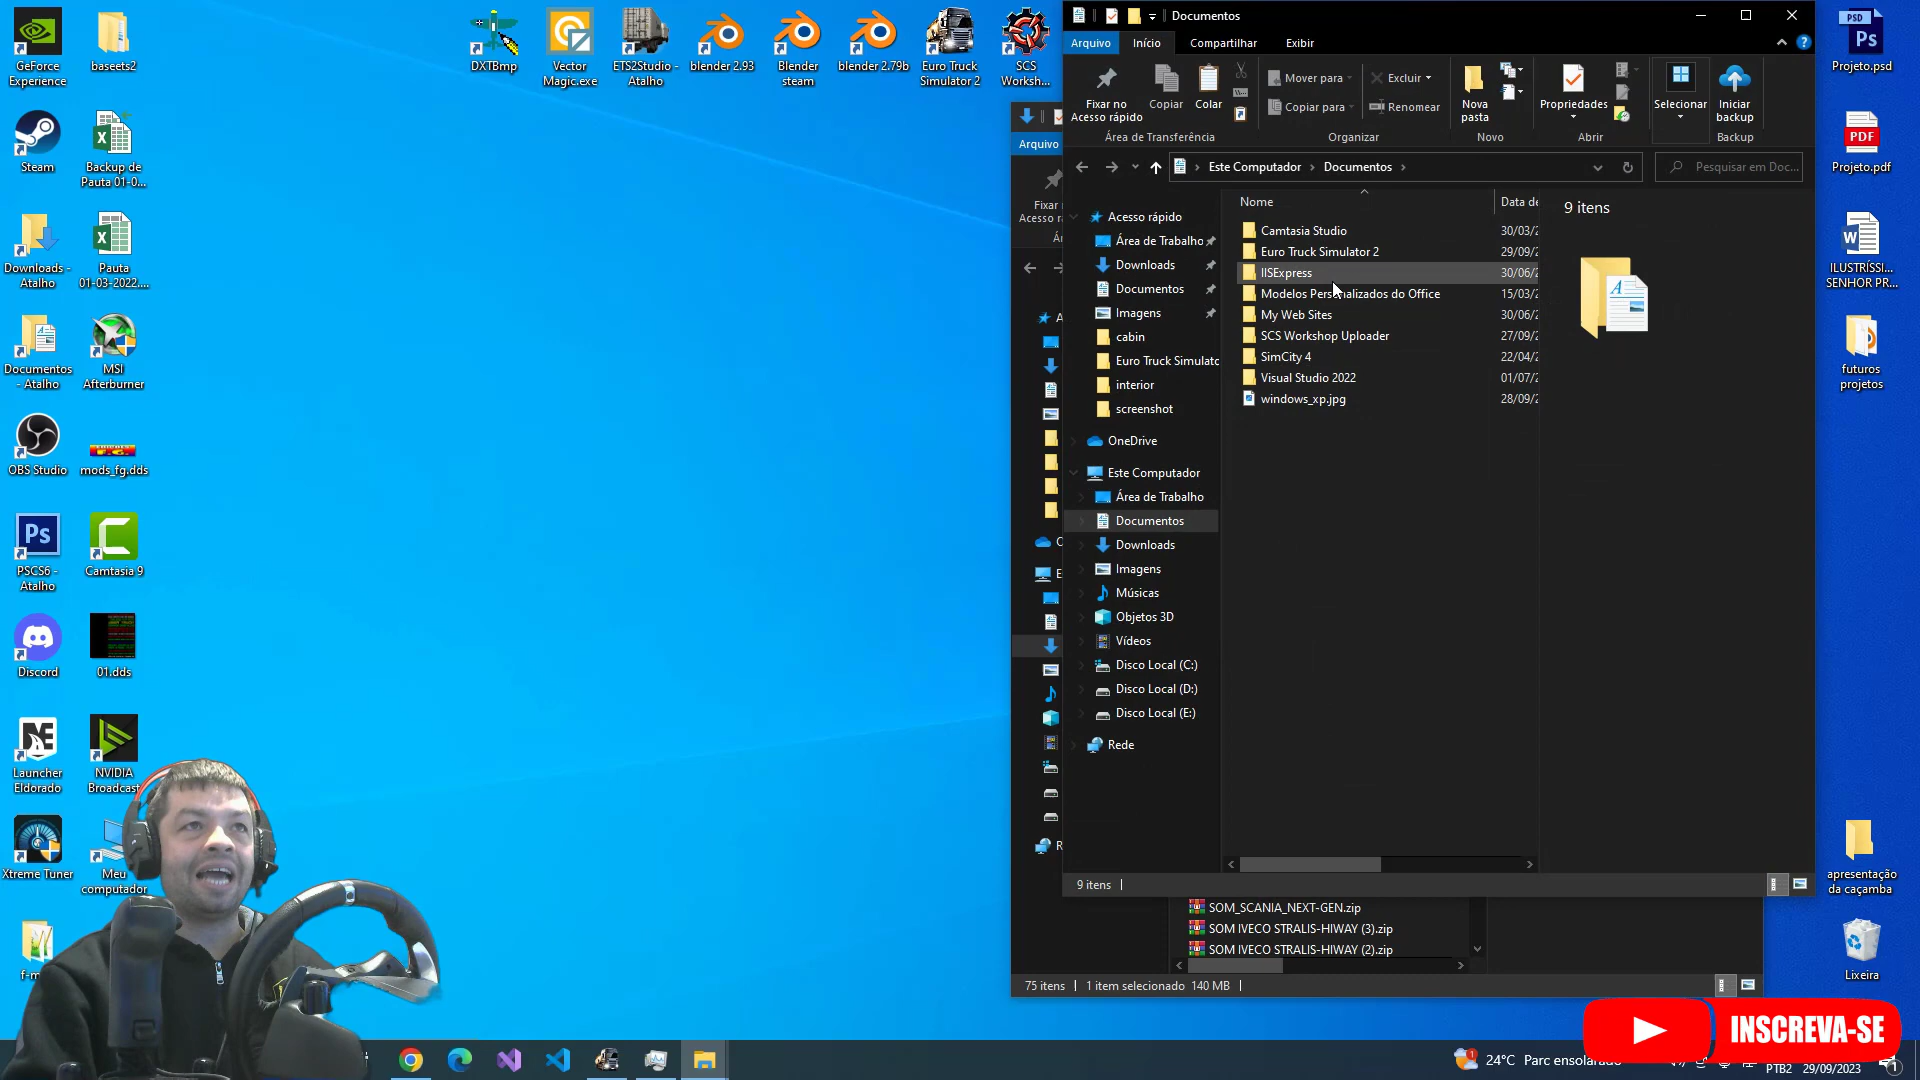 GeForce
Experience
baseets2
Steam
Backup de
Pauta 01-0...
Downloads -
Atalho
Pauta
01-03-2022....
Documentos
- Atalho
MSI
Afterburner
OBS Studio
mods_fg.dds
PSCS6 -
Atalho
Camtasia 9
Discord
01.dds
Launcher
Eldorado
NVIDIA
Broadcast
Xtreme Tuner
Meu
computador
DXTBmp
Vector
Magic.exe
ETS2Studio -
Atalho
blender 2.93
Blender
steam
blender 2.79b
Euro Truck
Simulator 2
SCS
Worksh...
Documentos
Arquivo
Início
Compartilhar
Exibir
Fixar no
Acesso rápido
Copiar
Colar
Área de Transferência
Mover para
Copiar para
Excluir
Renomear
Organizar
Nova
pasta
Novo
Propriedades
Abrir
Selecionar
Iniciar
backup
Backup
Este Computador
Documentos
Pesquisar em Doc...
Acesso rápido
Área de Trabalho
Downloads
Documentos
Imagens
cabin
Euro Truck Simulato
interior
screenshot
OneDrive
Este Computador
Área de Trabalho
Documentos
Downloads
Imagens
Músicas
Objetos 3D
Vídeos
Disco Local (C:)
Disco Local (D:)
Disco Local (E:)
Rede
Nome
Data de
Camtasia Studio 30/03/2
Euro Truck Simulator 2 29/09/2
IISExpress 30/06/2
Modelos Personalizados do Office 15/03/2
My Web Sites 30/06/2
SCS Workshop Uploader 27/09/2
SimCity 4 22/04/2
Visual Studio 2022 01/07/2
windows_xp.jpg 28/09/2
9 itens
9 itens
Arquivo
Fixar
Acesso r
SOM_SCANIA_NEXT-GEN.zip
SOM IVECO STRALIS-HIWAY (3).zip
SOM IVECO STRALIS-HIWAY (2).zip
75 itens
1 item selecionado 140 MB
PSD
Ps
Projeto.psd
PDF
Projeto.pdf
ILUSTRÍSSI...
SENHOR PR...
futuros
projetos
apresentação
da caçamba
Lixeira
INSCREVA-SE
24°C Parc ensolarado
PTB2 29/09/2023